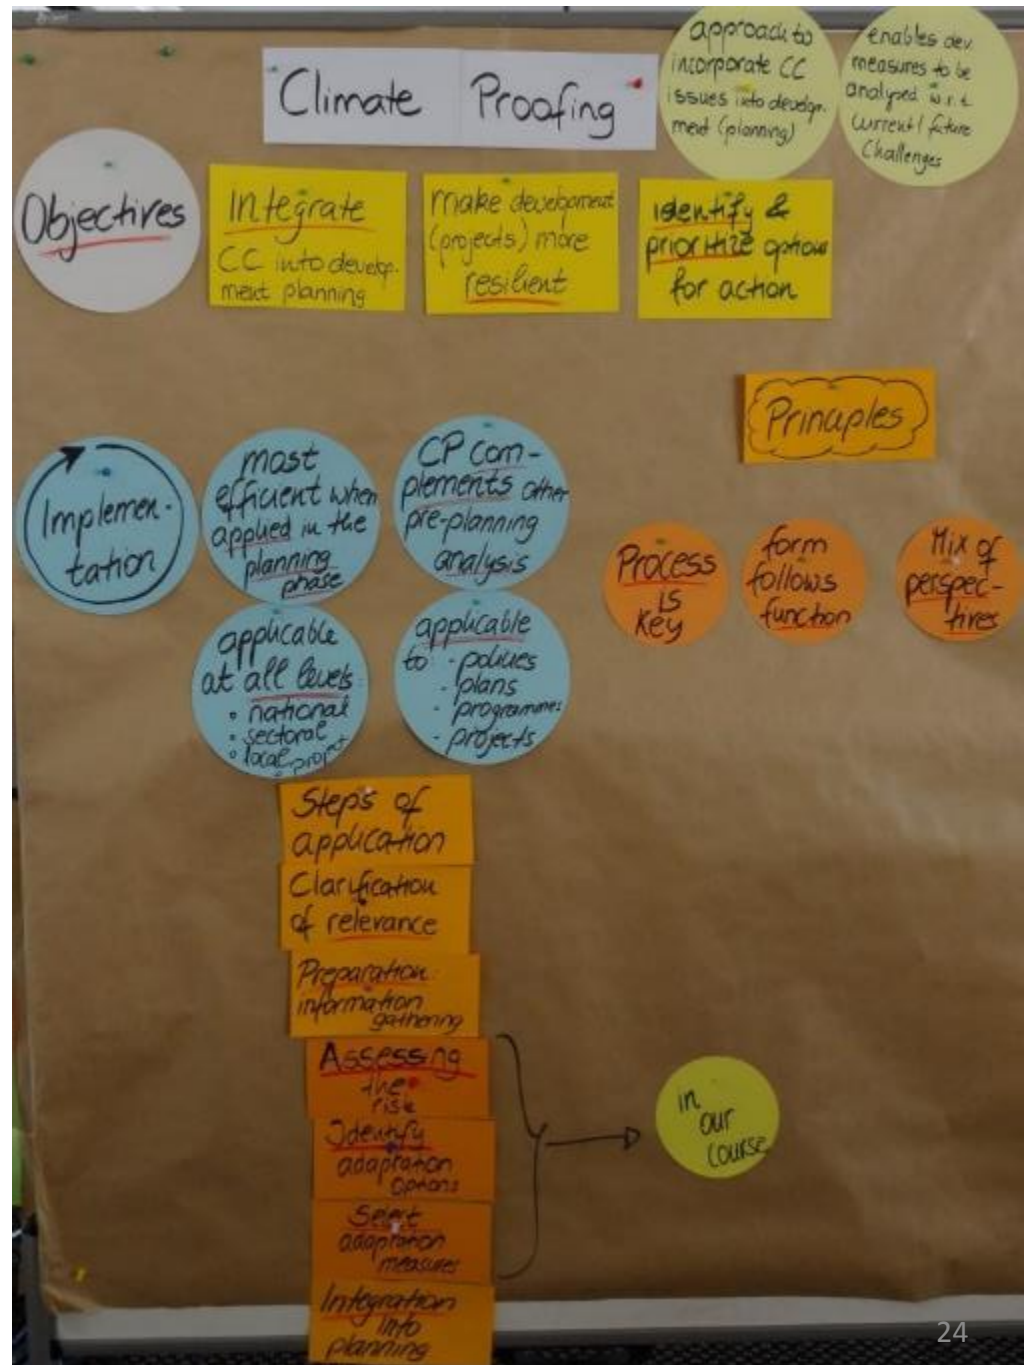 Climate Proofing
approach to
incorporate CC
issues into develop-
ment (planning)
enables dev.
measures to be
analysed w.r.t.
current / future
Challenges
Objectives
Integrate
CC into develop-
ment planning
make development
(projects) more
resilient
identify &
prioritize options
for action
Principles
Implemen-
tation
most
efficient when
applied in the
planning
phase
CP com-
plements other
pre-planning
analysis
Process
is
key
form
follows
function
Mix of
perspec-
tives
applicable
at all levels
• national
• sectoral
• local, project
applicable
to: - policies
- plans
- programmes
- projects
Steps of
application
Clarification
of relevance
Preparation:
information
gathering
Assessing
the
risk
Identify
adaptation
options
Select
adaptation
measures
Integration
into
planning
in
our
course
24